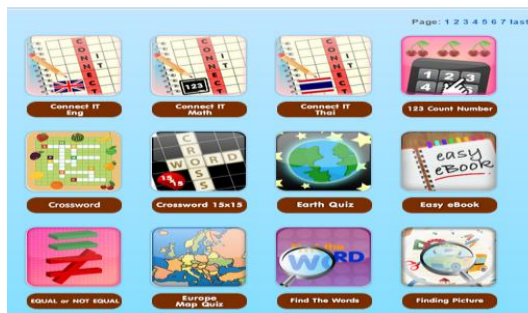 Page: 1 2 3 4 5 6 7 last
CONNECT
IT
CONNECT
IT
123
CONNECT
IT
1 2 3
4
Connect IT
Eng
Connect IT
Math
Connect IT
Thai
123 Count Number
CROSS
WORD
15x15
easy
eBook
Crossword
Crossword 15x15
Earth Quiz
Easy eBook
the
WORD
EQUAL or NOT EQUAL
Europe
Map Quiz
Find The Words
Finding Picture